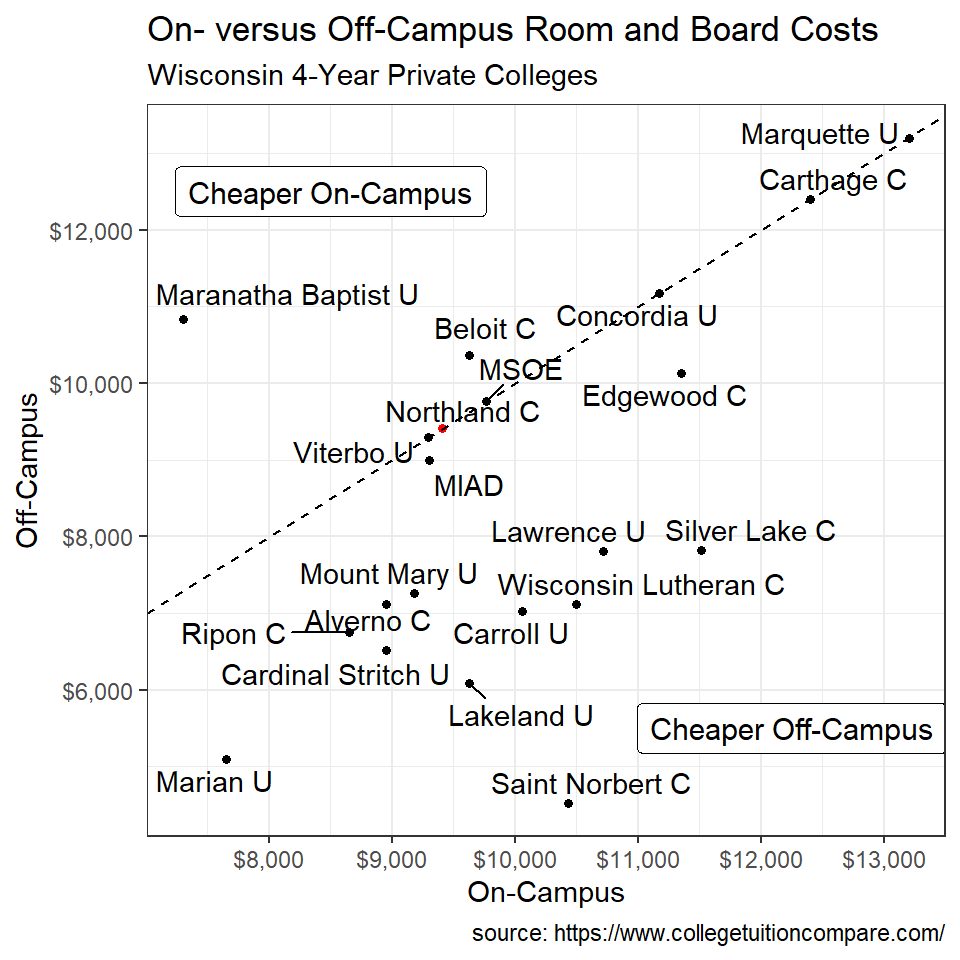 On- versus Off-Campus Room and Board Costs
Wisconsin 4-Year Private Colleges
Marquette U
Carthage C
Cheaper On-Campus
$12,000
Maranatha Baptist U
Concordia U
Beloit C
MSOE
$10,000
Edgewood C
Northland C
Viterbo U
MIAD
Off-Campus
$8,000
Lawrence U
Silver Lake C
Mount Mary U
Wisconsin Lutheran C
Alverno C
Ripon C
Carroll U
Cardinal Stritch U
$6,000
Lakeland U
Cheaper Off-Campus
Marian U
Saint Norbert C
$8,000
$9,000
$10,000
$11,000
$12,000
$13,000
On-Campus
source: https://www.collegetuitioncompare.com/